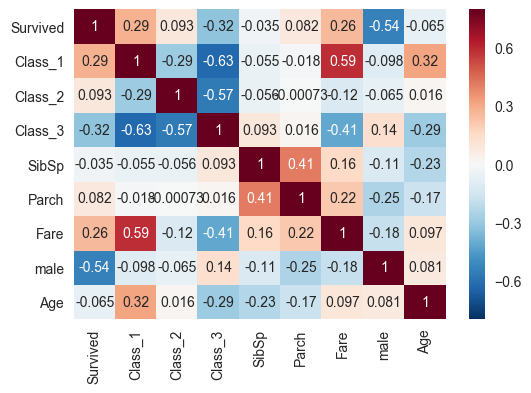 Survived 1 0.29 0.093 -0.32 -0.035 0.082 0.26 -0.54 -0.065
Class_1 0.29 1 -0.29 -0.63 -0.055 -0.018 0.59 -0.098 0.32
Class_2 0.093 -0.29 1 -0.57 -0.056 -0.00073 -0.12 -0.065 0.016
Class_3 -0.32 -0.63 -0.57 1 0.093 0.016 -0.41 0.14 -0.29
SibSp -0.035 -0.055 -0.056 0.093 1 0.41 0.16 -0.11 -0.23
Parch 0.082 -0.018 -0.00073 0.016 0.41 1 0.22 -0.25 -0.17
Fare 0.26 0.59 -0.12 -0.41 0.16 0.22 1 -0.18 0.097
male -0.54 -0.098 -0.065 0.14 -0.11 -0.25 -0.18 1 0.081
Age -0.065 0.32 0.016 -0.29 -0.23 -0.17 0.097 0.081 1
Survived Class_1 Class_2 Class_3 SibSp Parch Fare male Age
0.6
0.3
0.0
-0.3
-0.6